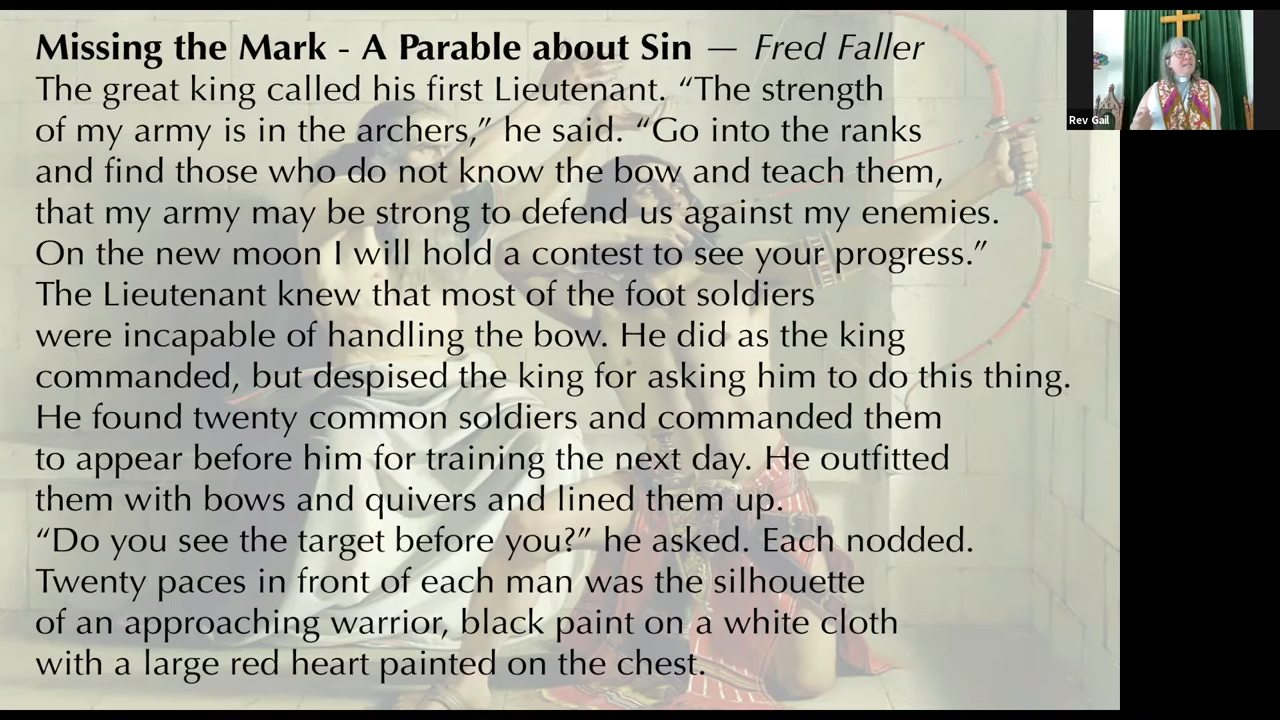 Missing the Mark - A Parable about Sin — Fred Faller
The great king called his first Lieutenant. “The strength
of my army is in the archers,” he said. “Go into the ranks
and find those who do not know the bow and teach them,
that my army may be strong to defend us against my enemies.
On the new moon I will hold a contest to see your progress.”
The Lieutenant knew that most of the foot soldiers
were incapable of handling the bow. He did as the king
commanded, but despised the king for asking him to do this thing.
He found twenty common soldiers and commanded them
to appear before him for training the next day. He outfitted
them with bows and quivers and lined them up.
“Do you see the target before you?” he asked. Each nodded.
Twenty paces in front of each man was the silhouette
of an approaching warrior, black paint on a white cloth
with a large red heart painted on the chest.
Rev Gail